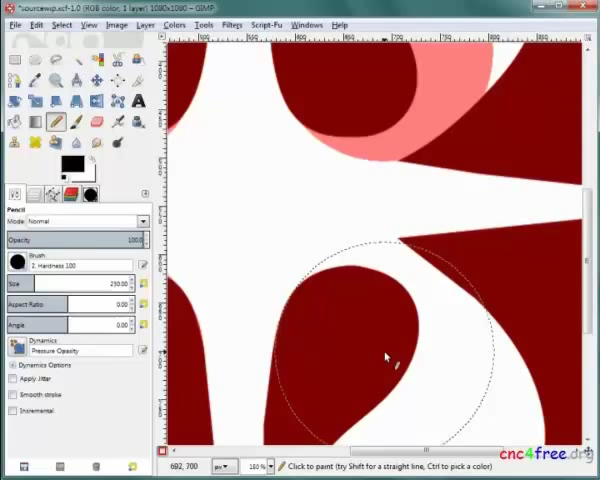 *sourcewip.xcf-1.0 (RGB color, 1 layer) 1080x1080 – GIMP
File Edit Select View Image Layer Colors Tools Filters Script-Fu Windows Help
Pencil
Mode: Normal
Opacity 100.0
Brush
2. Hardness 100
Size 230.00
Aspect Ratio 0.00
Angle 0.00
Dynamics
Pressure Opacity
Dynamics Options
Apply Jitter
Smooth stroke
Incremental
692, 700 px 180 % Click to paint (try Shift for a straight line, Ctrl to pick a color)
cnc4free.org